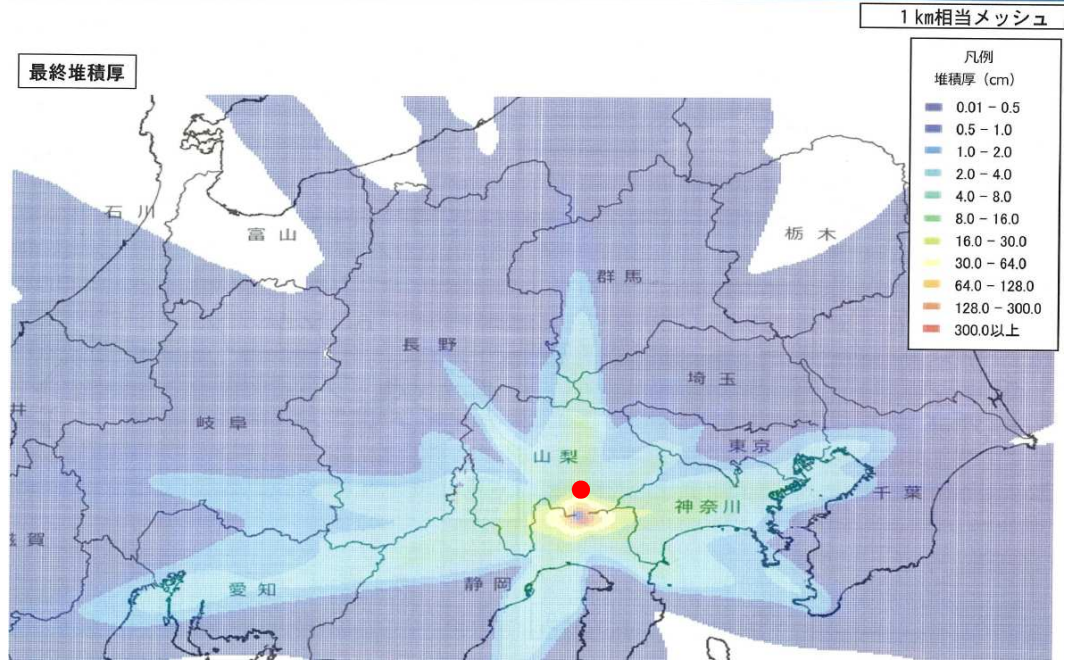 1km相当メッシュ
最終堆積厚
凡例
堆積厚（cm）
0.01 - 0.5
0.5 - 1.0
1.0 - 2.0
2.0 - 4.0
4.0 - 8.0
8.0 - 16.0
16.0 - 30.0
30.0 - 64.0
64.0 - 128.0
128.0 - 300.0
300.0以上
石川
富山
栃木
群馬
長野
埼玉
井
岐阜
東京
山梨
千葉
神奈川
滋賀
静岡
愛知